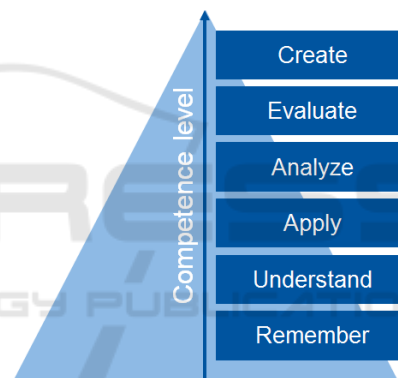 Create
Evaluate
Analyze
Apply
Understand
Remember
Competence level